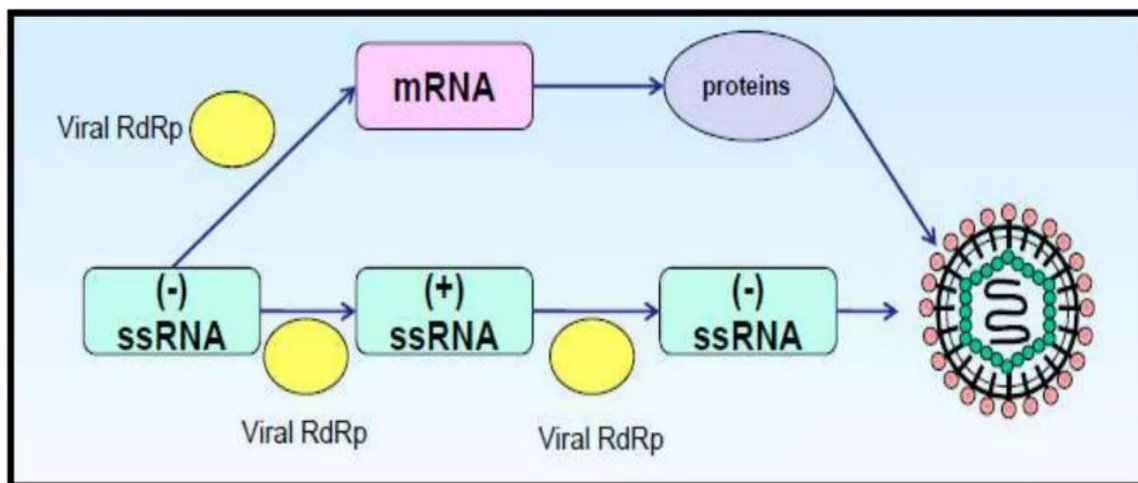 mRNA
proteins
Viral RdRp
(-)
ssRNA
(+)
ssRNA
(-)
ssRNA
Viral RdRp
Viral RdRp